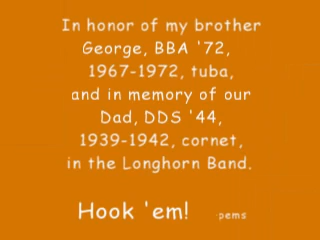 In honor of my brother
George, BBA '72,
1967-1972, tuba,
and in memory of our
Dad, DDS '44,
1939-1942, cornet,
in the Longhorn Band.
Hook 'em! -pems